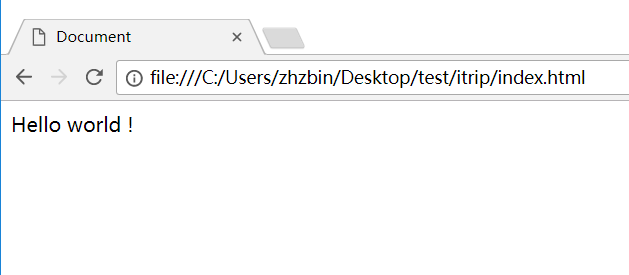 Document
file:///C:/Users/zhzbin/Desktop/test/itrip/index.html
Hello world !